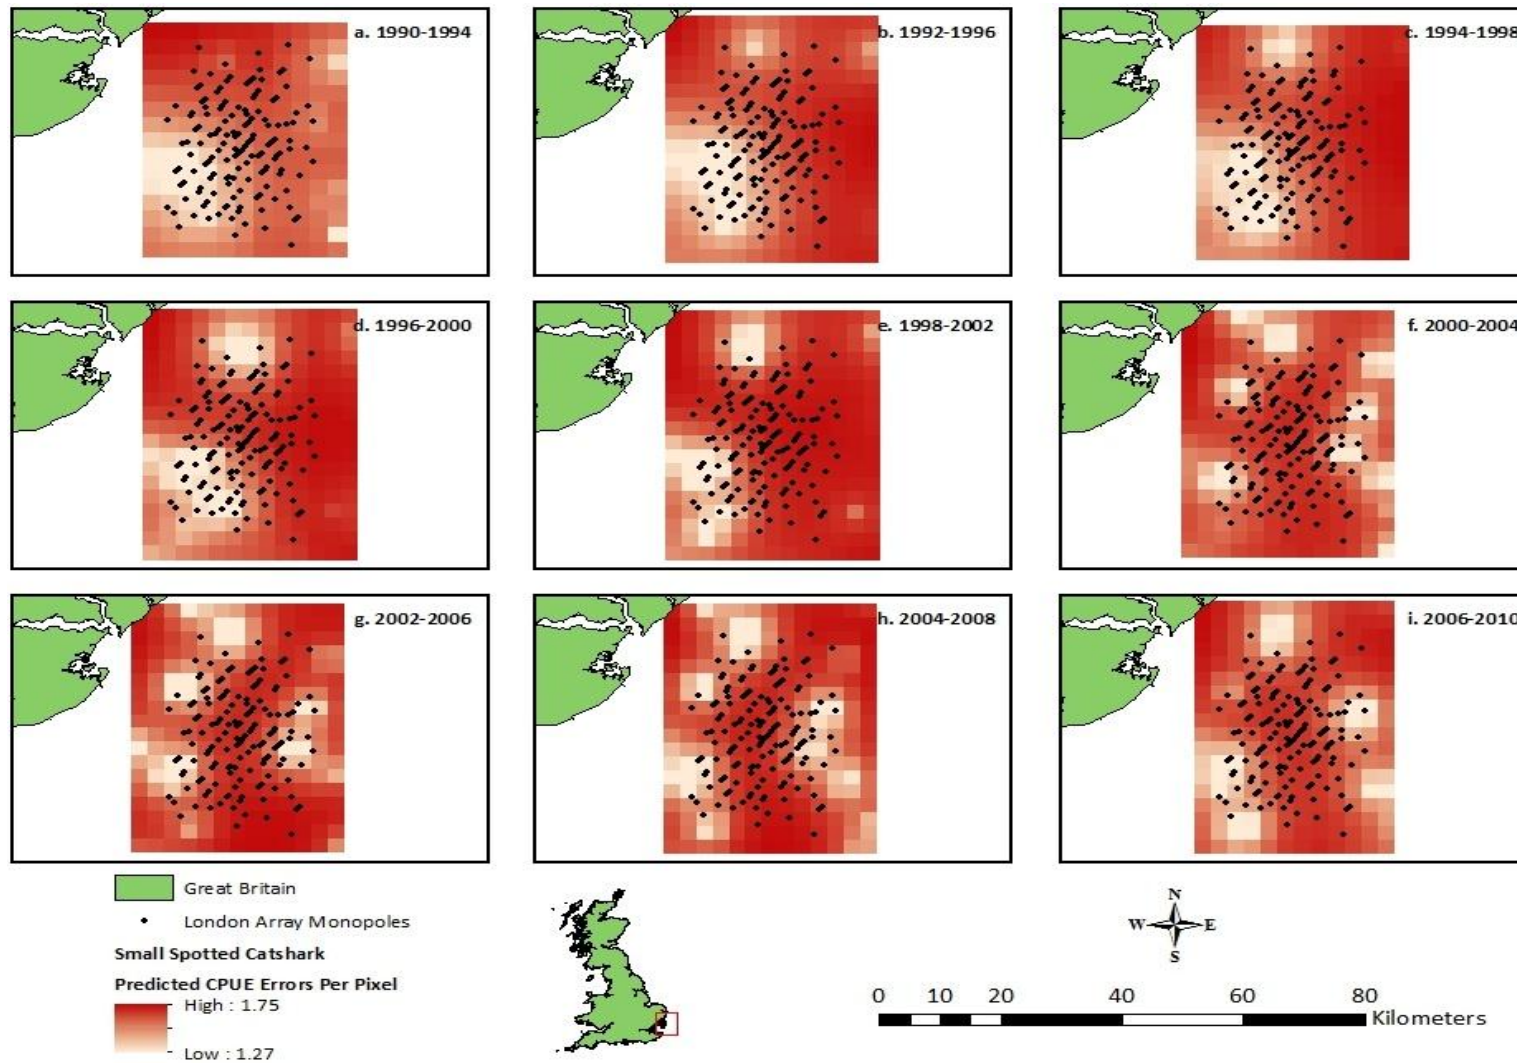 a. 1990-1994
b. 1992-1996
c. 1994-1998
d. 1996-2000
e. 1998-2002
f. 2000-2004
g. 2002-2006
h. 2004-2008
i. 2006-2010
Great Britain
London Array Monopoles
Small Spotted Catshark
Predicted CPUE Errors Per Pixel
High : 1.75
Low : 1.27
N
W E
S
0 10 20 40 60 80
Kilometers